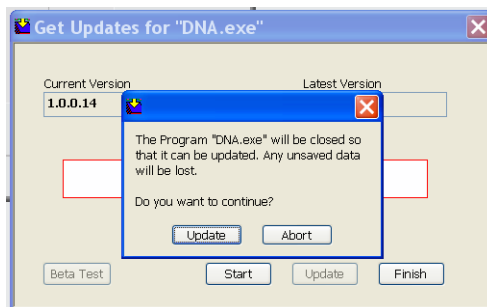 Get Updates for "DNA.exe"
Current Version Latest Version
1.0.0.14
The Program "DNA.exe" will be closed so
that it can be updated. Any unsaved data
will be lost.
Do you want to continue?
Update Abort
Beta Test Start Update Finish